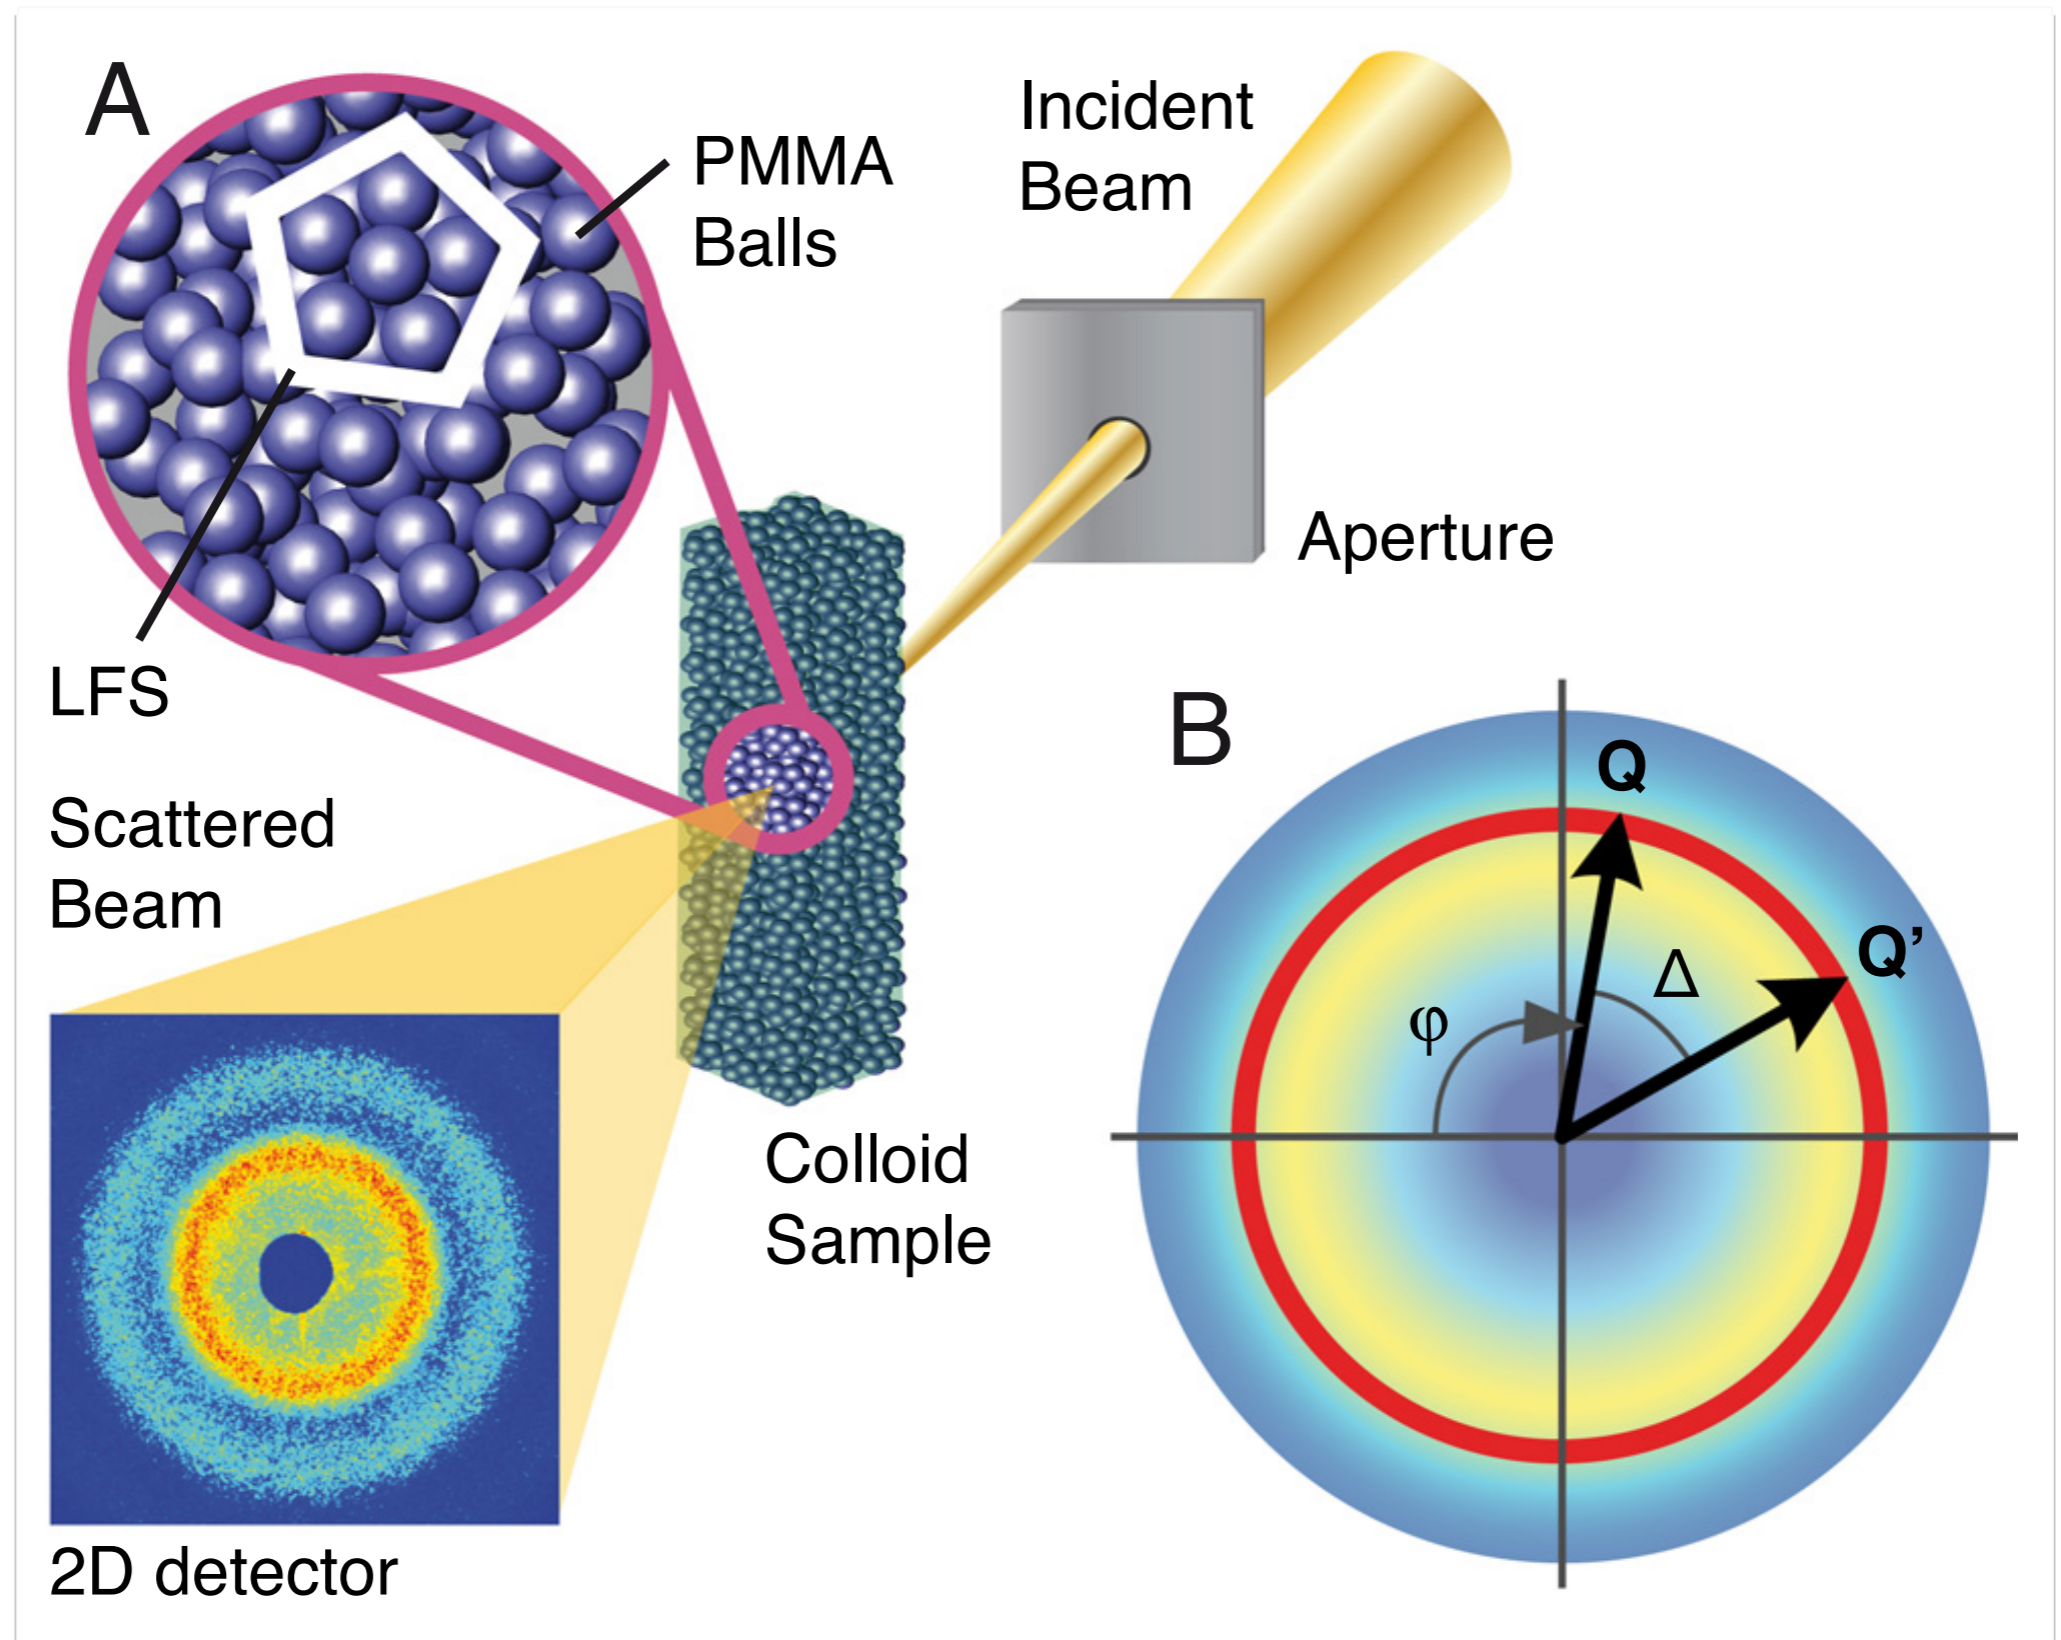 A
PMMA
Balls
Incident
Beam
Aperture
LFS
Scattered
Beam
Colloid
Sample
2D detector
B
Q
Q’
Δ
φ